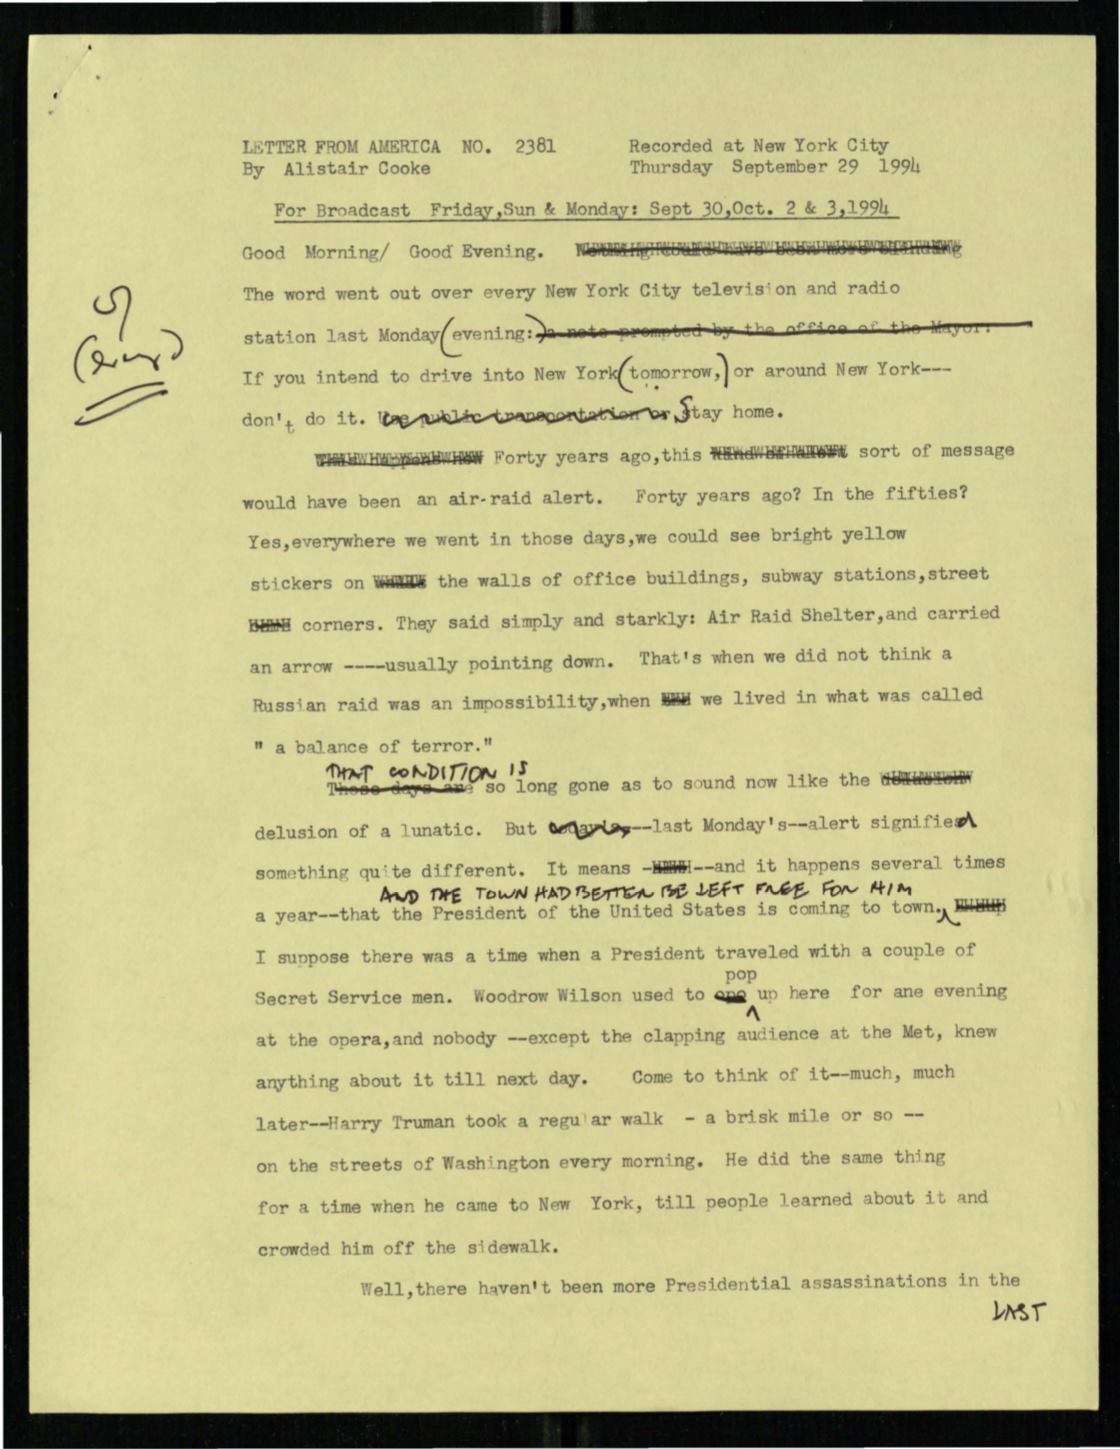 LETTER FROM AMERICA NO. 2381
Recorded at New York City
By Alistair Cooke
Thursday September 29 1994
For Broadcast Friday,Sun & Monday: Sept 30,Oct. 2 & 3,1994
Good Morning/ Good Evening. Nothing could have been more
The word went out over every New York City television and radio
station last Monday(evening:)a note prompted by the office of the Mayor:
If you intend to drive into New York(tomorrow,) or around New York---
don't do it. Use public transportation or Stay home.
This happens now Forty years ago,this sort of message
would have been an air-raid alert. Forty years ago? In the fifties?
Yes,everywhere we went in those days,we could see bright yellow
stickers on the walls of office buildings, subway stations,street
corners. They said simply and starkly: Air Raid Shelter,and carried
an arrow ----usually pointing down. That's when we did not think a
Russian raid was an impossibility,when we lived in what was called
" a balance of terror."
THAT CONDITION IS
Those days are so long gone as to sound now like the
delusion of a lunatic. But --last Monday's--alert signified
something quite different. It means ---and it happens several times
AND THE TOWN HAD BETTER BE LEFT FREE FOR HIM
a year--that the President of the United States is coming to town.
I suppose there was a time when a President traveled with a couple of
pop
Secret Service men. Woodrow Wilson used to up here for ane evening
at the opera,and nobody --except the clapping audience at the Met, knew
anything about it till next day. Come to think of it--much, much
later--Harry Truman took a regular walk - a brisk mile or so --
on the streets of Washington every morning. He did the same thing
for a time when he came to New York, till people learned about it and
crowded him off the sidewalk.
Well,there haven't been more Presidential assassinations in the
LAST